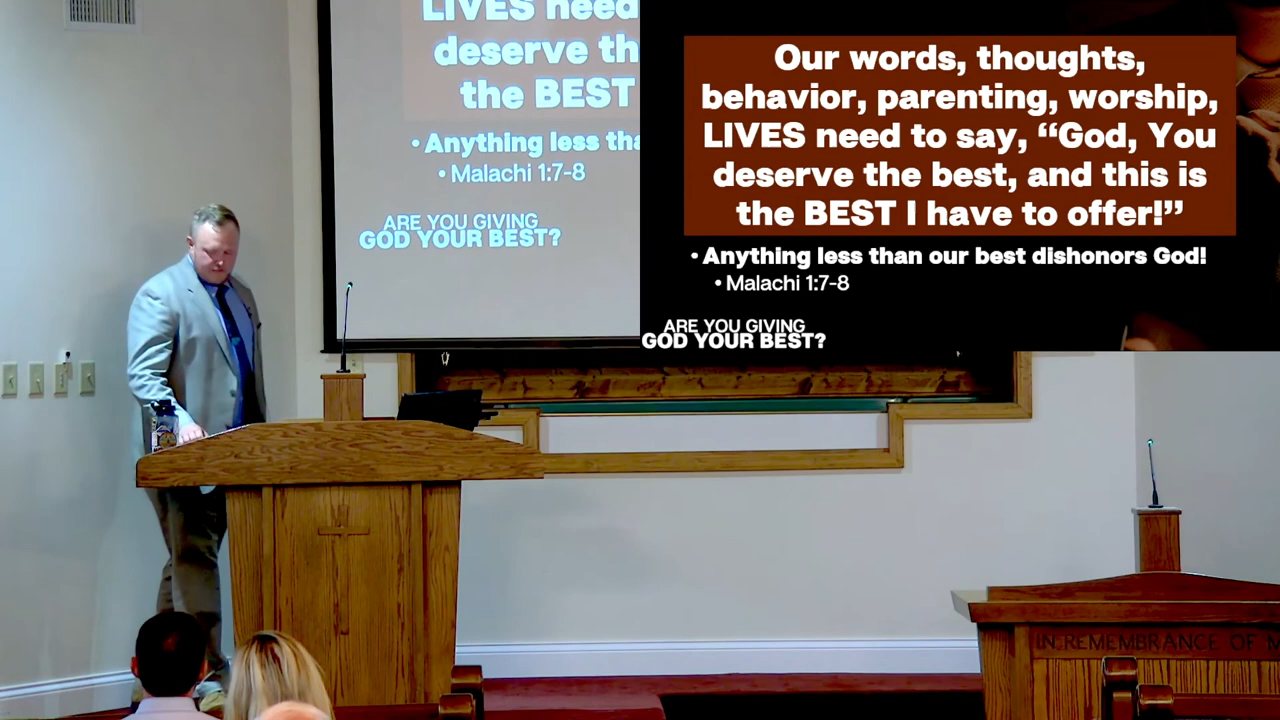 LIVES need
deserve th
the BEST
• Anything less tha
• Malachi 1:7-8
ARE YOU GIVING
GOD YOUR BEST?
Our words, thoughts,
behavior, parenting, worship,
LIVES need to say, “God, You
deserve the best, and this is
the BEST I have to offer!”
• Anything less than our best dishonors God!
• Malachi 1:7-8
ARE YOU GIVING
GOD YOUR BEST?
IN REMEMBRANCE OF